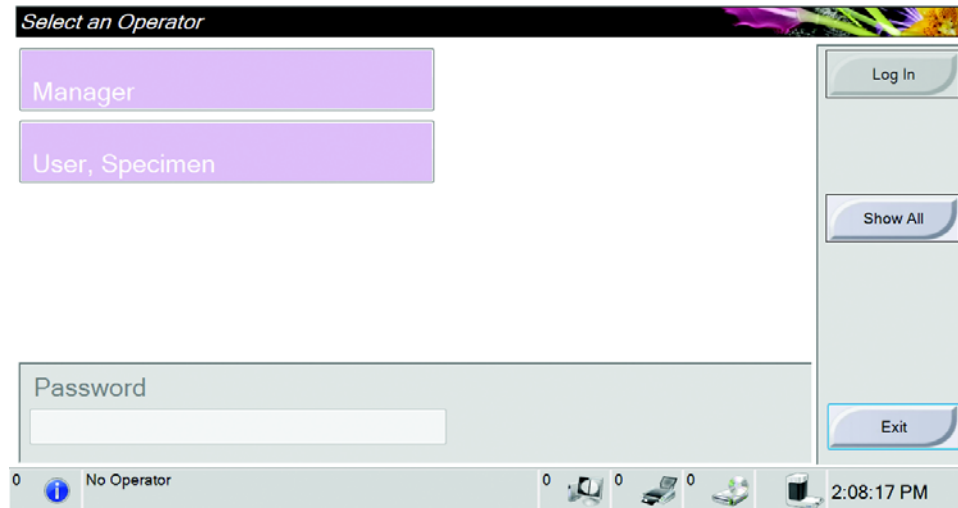 Select an Operator
Manager
Log In
User, Specimen
Show All
Password
Exit
0
No Operator
0
0
0
2:08:17 PM